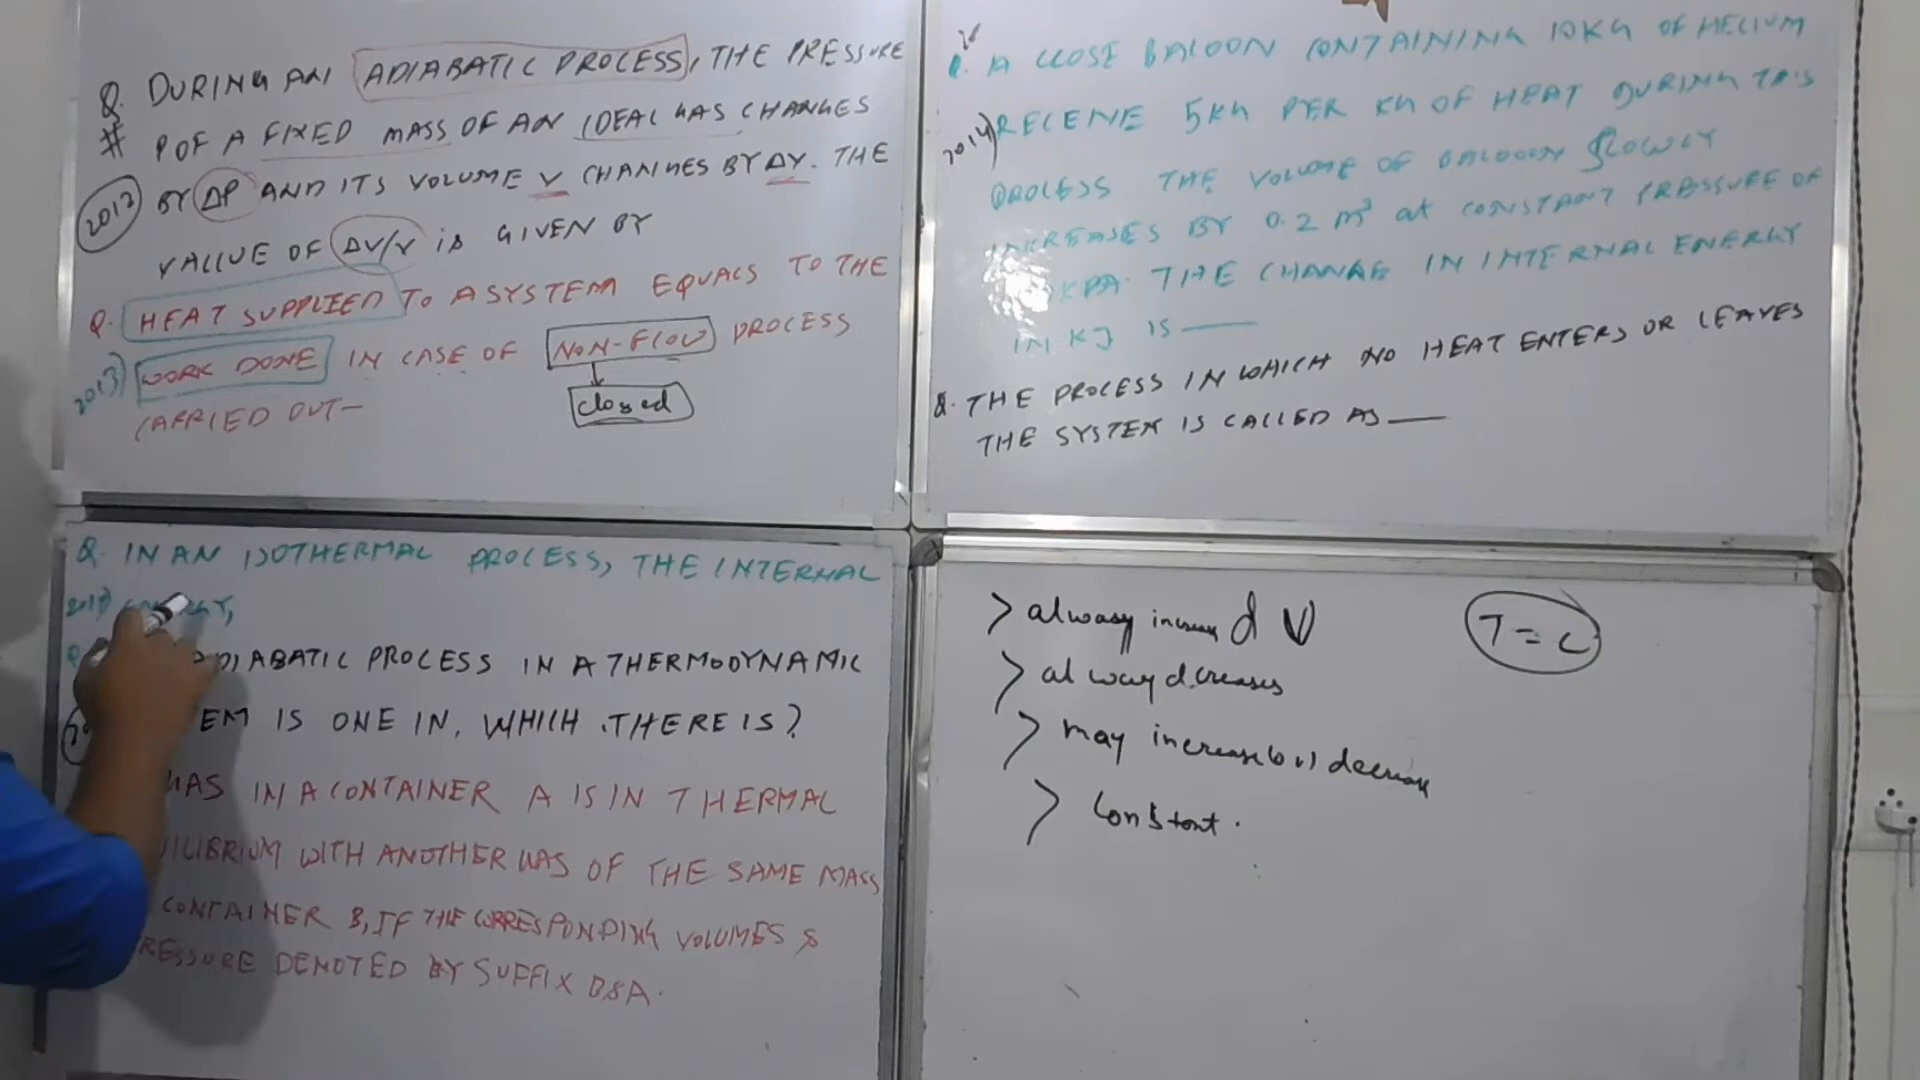 Q. DURING AN ADIABATIC PROCESS, THE PRESSURE
# P OF A FIXED MASS OF AN IDEAL GAS CHANGES
2012 BY ΔP AND ITS VOLUME V CHANGES BY ΔV. THE
VALUE OF ΔV/V IS GIVEN BY
Q. HEAT SUPPLIED TO A SYSTEM EQUALS TO THE
2013) WORK DONE IN CASE OF NON-FLOW PROCESS
CARRIED OUT-
closed
Q. A CLOSE BALOON CONTAINING 10KG OF HELIUM
2014) RECEIVE 5KG PER KG OF HEAT DURING THIS
PROCESS THE VOLUME OF BALOOON SLOWLY
INCREASES BY 0.2 m³ at CONSTANT PRESSURE OF
KPA. THE CHANGE IN INTERNAL ENERGY
IN KJ IS ——
Q. THE PROCESS IN WHICH NO HEAT ENTERS OR LEAVES
THE SYSTEM IS CALLED AS ——
Q. IN AN ISOTHERMAL PROCESS, THE INTERNAL
DIABATIC PROCESS IN A THERMODYNAMIC
EM IS ONE IN, WHICH THERE IS?
GAS IN A CONTAINER A IS IN THERMAL
ILIBRIUM WITH ANOTHER GAS OF THE SAME MASS
CONTAINER B, IF THE CORRESPONDING VOLUMES &
RESSURE DENOTED BY SUFFIX B&A.
> always increase
> alway decreases
> may increase (or) decrease
> Constant.
T = C